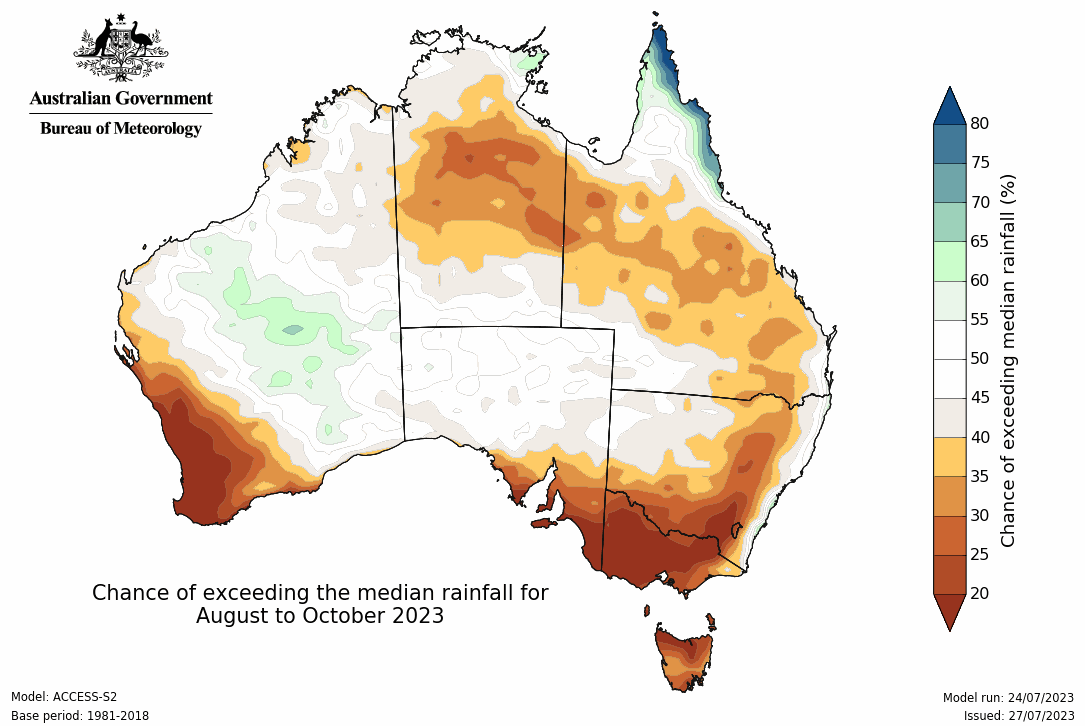 AUSTRALIA
Australian Government
Bureau of Meteorology
80
75
70
65
60
55
50
45
40
35
30
25
20
Chance of exceeding median rainfall (%)
Chance of exceeding the median rainfall for
August to October 2023
Model: ACCESS-S2
Base period: 1981-2018
Model run: 24/07/2023
Issued: 27/07/2023